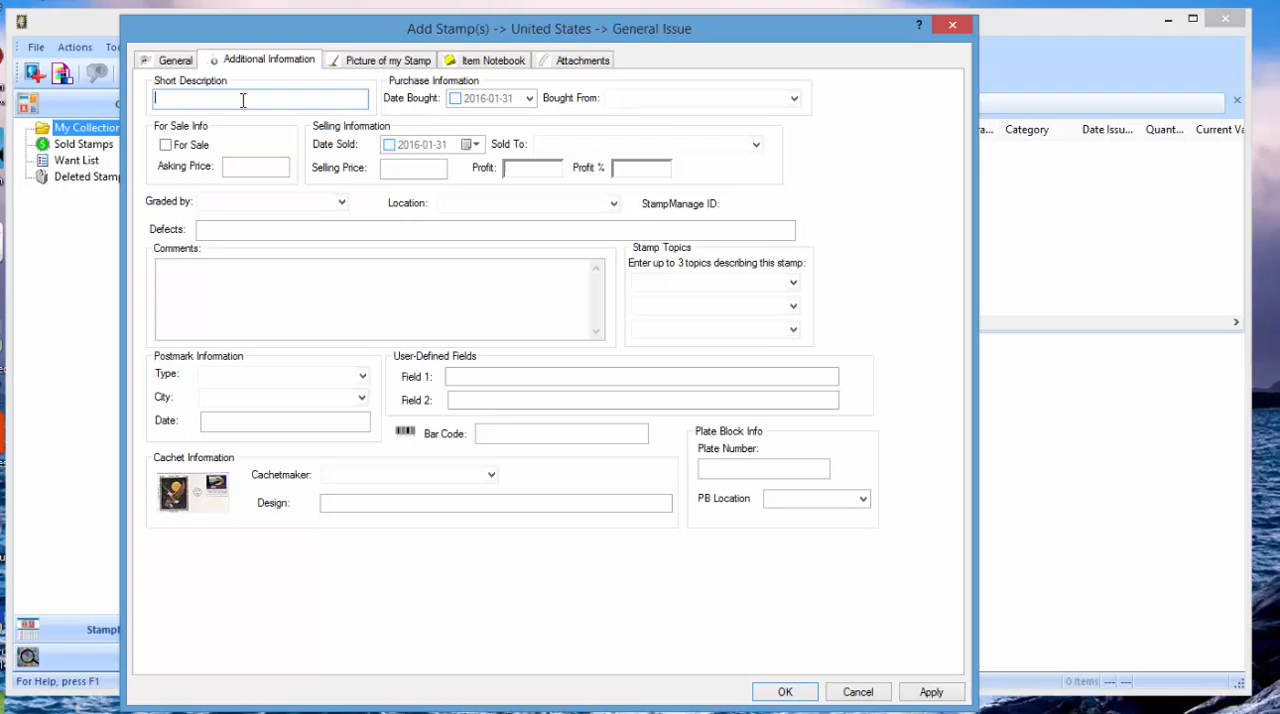 Add Stamp(s) -> United States -> General Issue
?
File Actions Too
General Additional Information Picture of my Stamp Item Notebook Attachments
Short Description
Purchase Information
Date Bought: 2016-01-31 Bought From:
My Collection
Sold Stamps
Want List
Deleted Stamp
For Sale Info
For Sale
Asking Price:
Selling Information
Date Sold: 2016-01-31 Sold To:
Selling Price: Profit: Profit %
a... Category Date Issu... Quant... Current Va
Graded by: Location: StampManage ID:
Defects:
Comments:
Stamp Topics
Enter up to 3 topics describing this stamp:
Postmark Information
Type:
City:
Date:
User-Defined Fields
Field 1:
Field 2:
Bar Code:
Plate Block Info
Plate Number:
PB Location
Cachet Information
Cachetmaker:
Design:
Stampl
For Help, press F1
0 Items
OK Cancel Apply